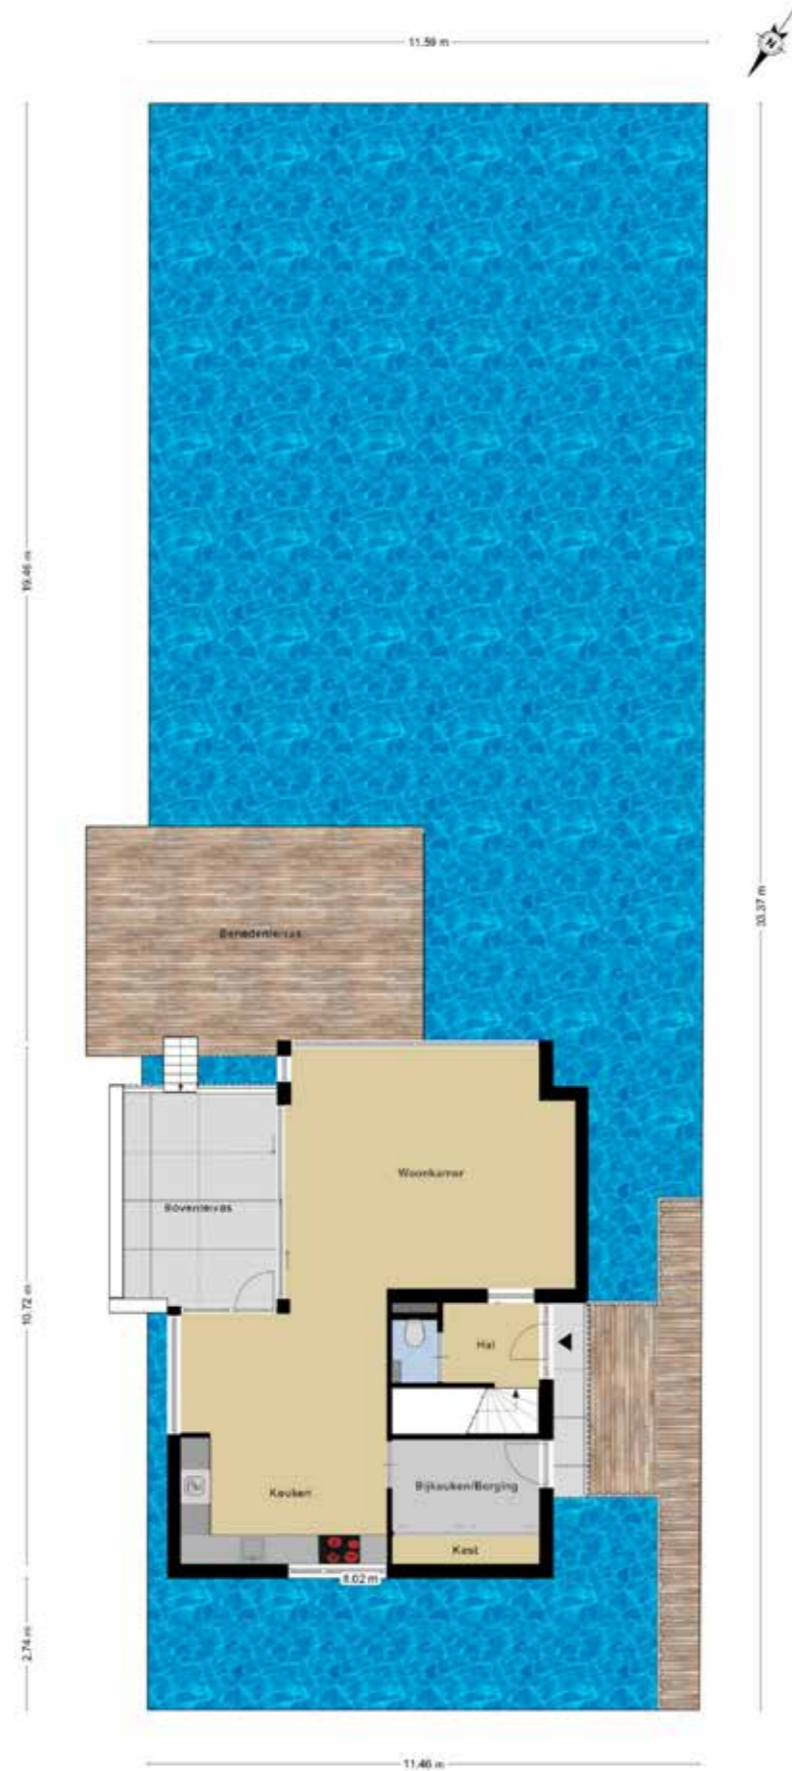 11.59 m
N
19.46 m
33.37 m
Benedenterras
Woonkamer
Boventerras
10.72 m
Hal
Keuken
Bijkeuken/Berging
Kast
8.02 m
2.74 m
11.46 m